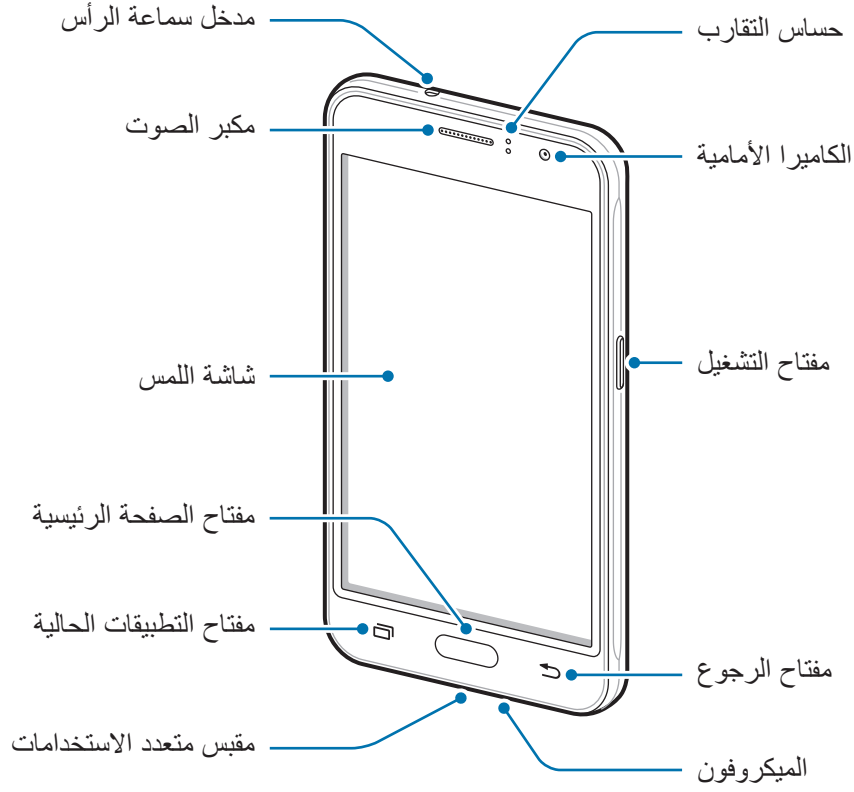 مدخل سماعة الرأس
حساس التقارب
مكبر الصوت
الكاميرا الأمامية
مفتاح التشغيل
شاشة اللمس
مفتاح الصفحة الرئيسية
مفتاح التطبيقات الحالية
مفتاح الرجوع
مقبس متعدد الاستخدامات
الميكروفون